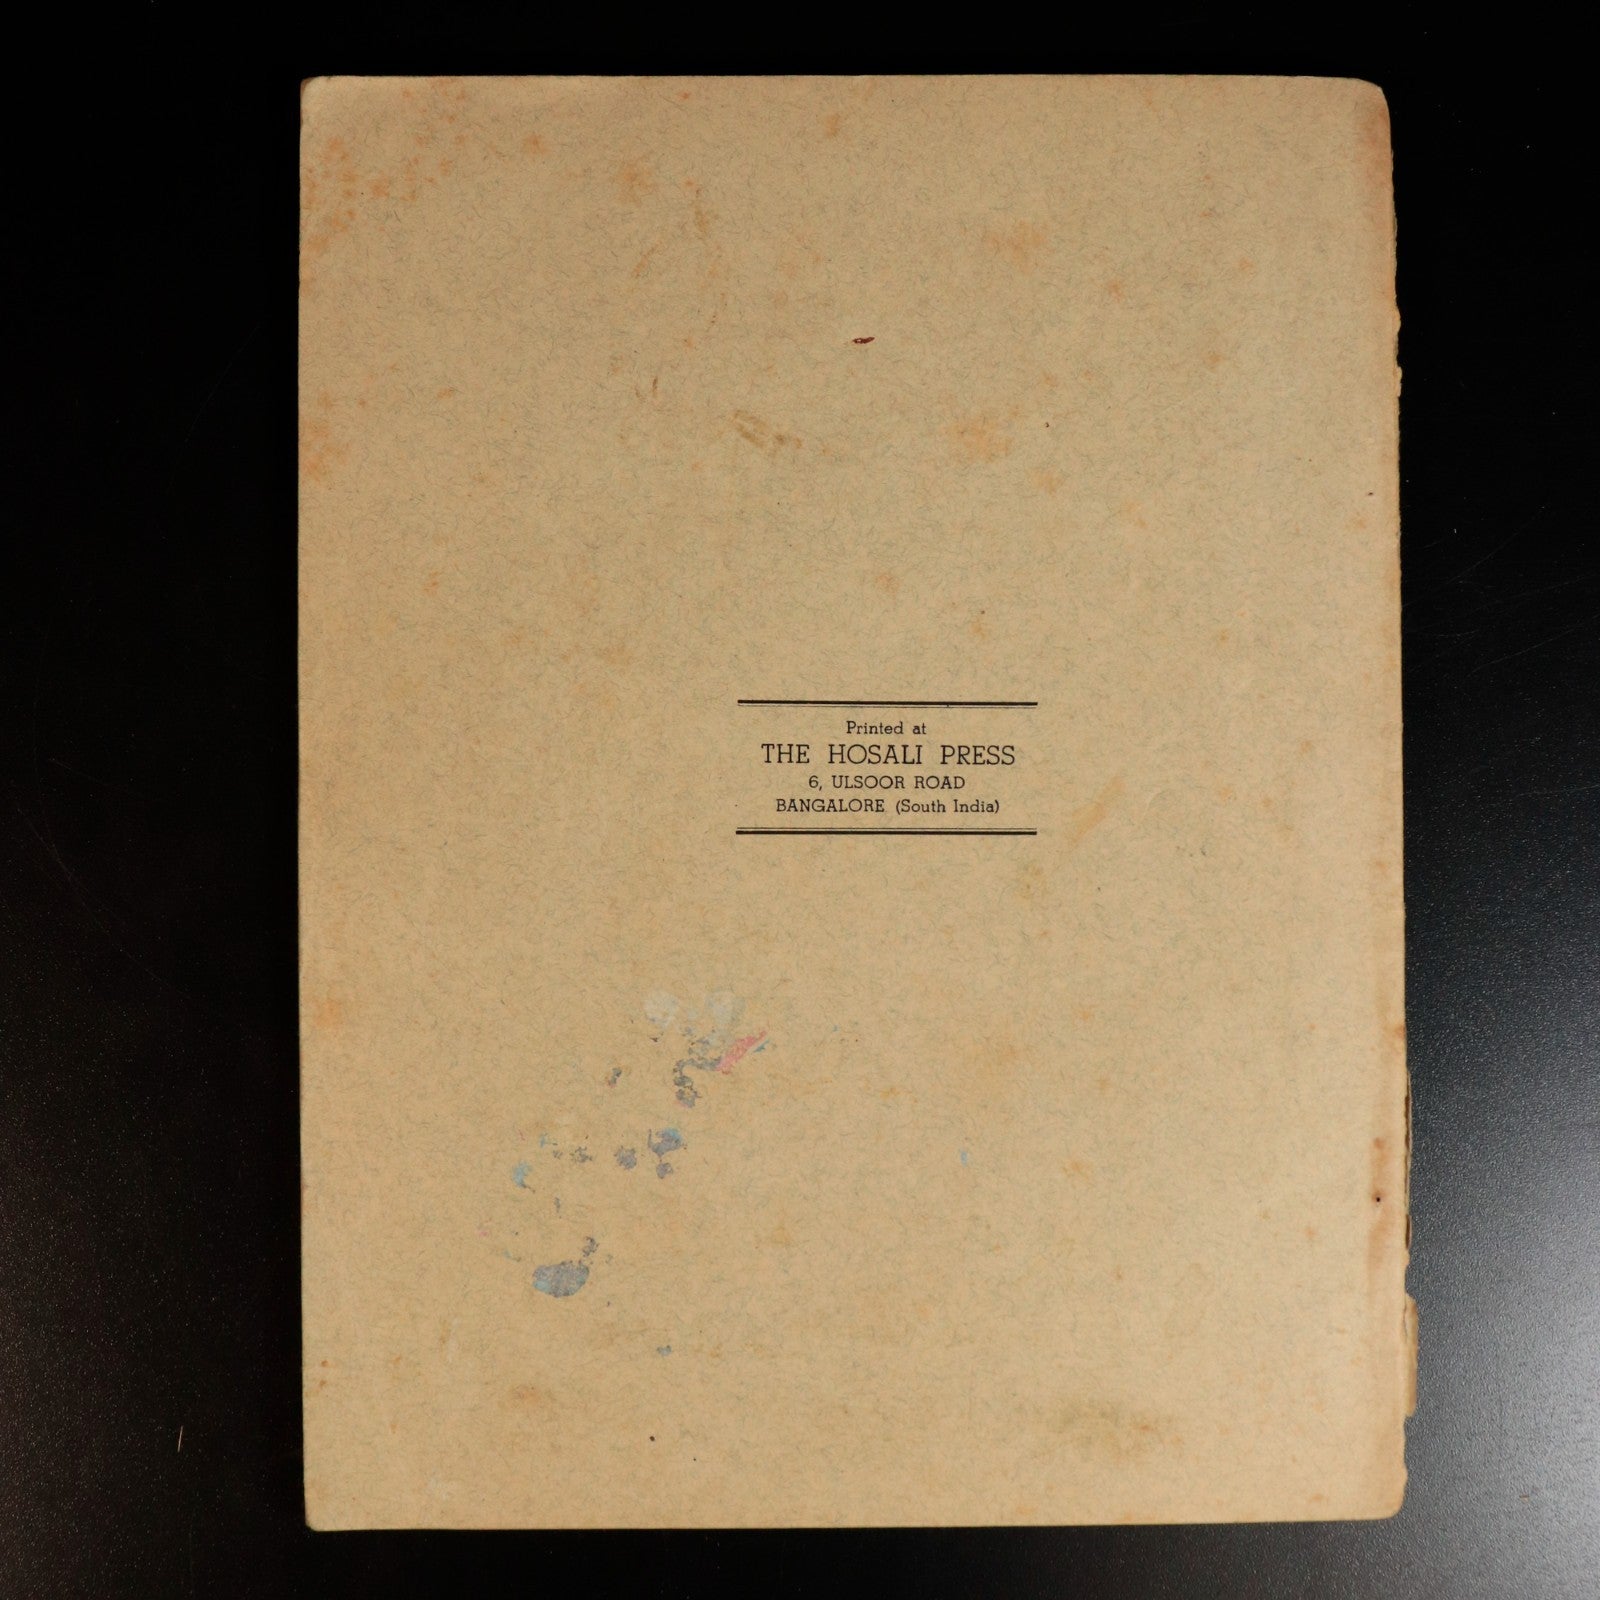 Printed at
THE HOSALI PRESS
6, ULSOOR ROAD
BANGALORE (South India)